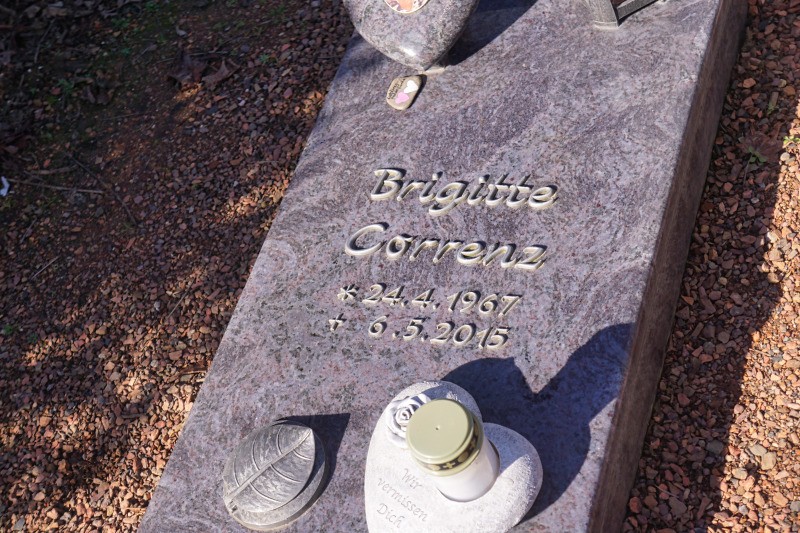 Brigitte
Correnz
* 24.4.1967
† 6.5.2015
Wir
vermissen
Dich